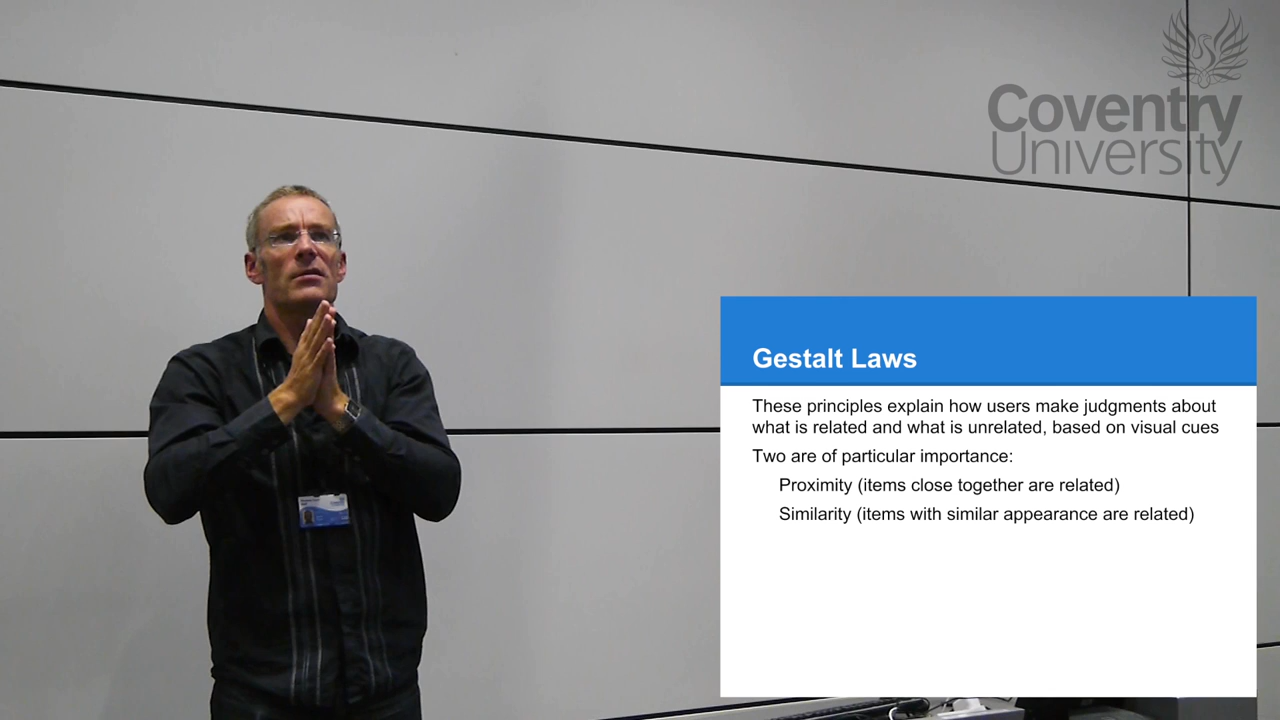 Coventry
University
Gestalt Laws
These principles explain how users make judgments about
what is related and what is unrelated, based on visual cues
Two are of particular importance:
Proximity (items close together are related)
Similarity (items with similar appearance are related)